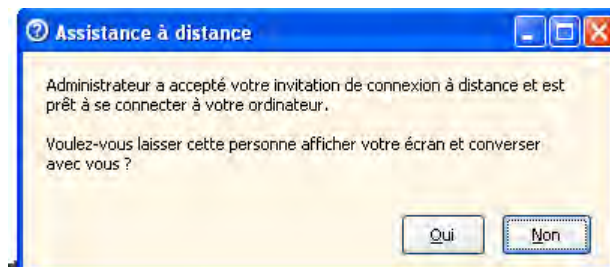 Assistance à distance
Administrateur a accepté votre invitation de connexion à distance et est
prêt à se connecter à votre ordinateur.
Voulez-vous laisser cette personne afficher votre écran et converser
avec vous ?
Oui
Non